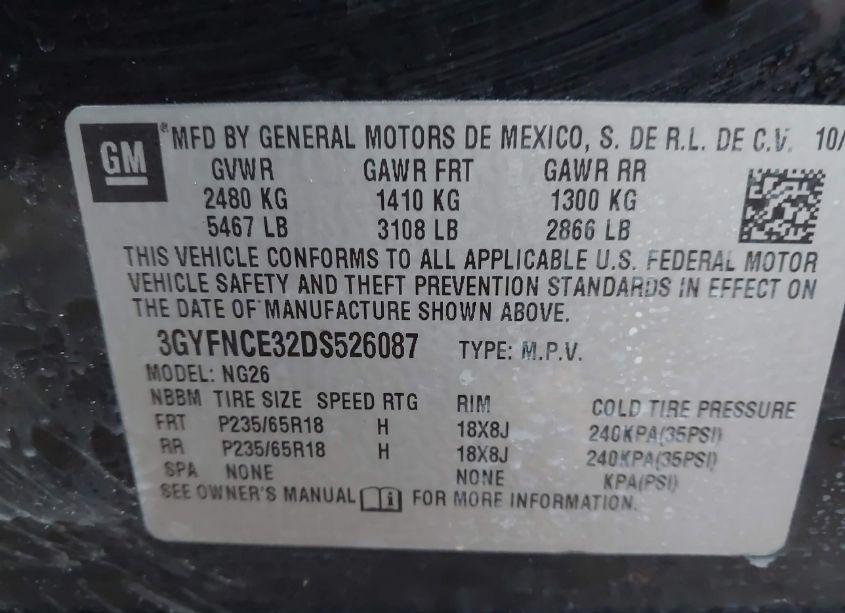 GM
MFD BY GENERAL MOTORS DE MEXICO, S. DE R.L. DE C.V. 10/
GVWR GAWR FRT GAWR RR
2480 KG 1410 KG 1300 KG
5467 LB 3108 LB 2866 LB
THIS VEHICLE CONFORMS TO ALL APPLICABLE U.S. FEDERAL MOTOR
VEHICLE SAFETY AND THEFT PREVENTION STANDARDS IN EFFECT ON
THE DATE OF MANUFACTURE SHOWN ABOVE.
3GYFNCE32DS526087 TYPE: M.P.V.
MODEL: NG26
NBBM TIRE SIZE SPEED RTG RIM COLD TIRE PRESSURE
FRT P235/65R18 H 18X8J 240KPA(35PSI)
RR P235/65R18 H 18X8J 240KPA(35PSI)
SPA NONE NONE KPA(PSI)
SEE OWNER'S MANUAL i FOR MORE INFORMATION.